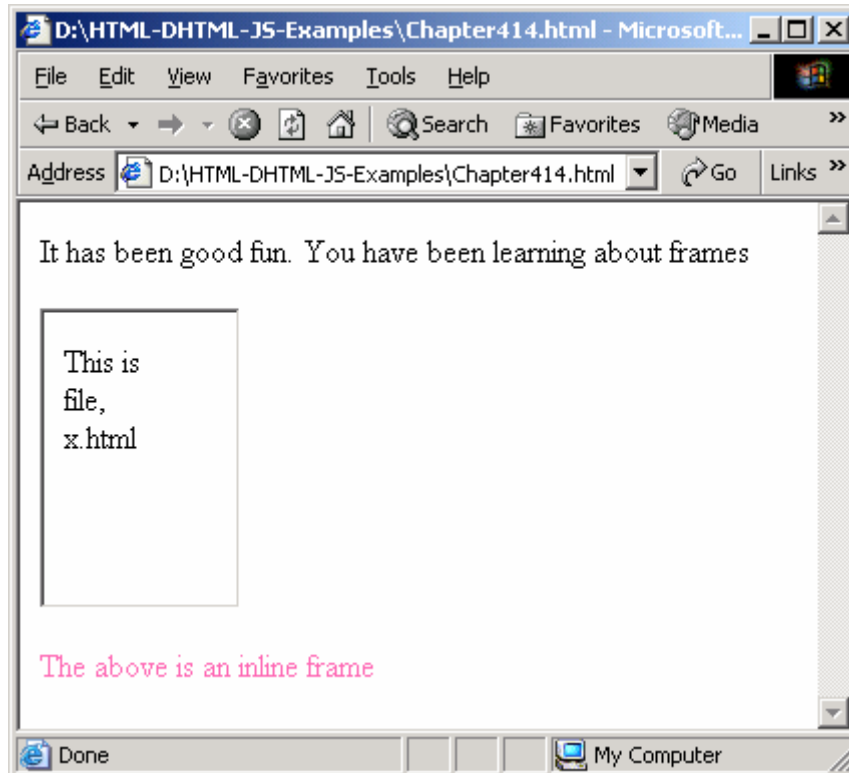 D:\HTML-DHTML-JS-Examples\Chapter414.html - Microsoft...
File Edit View Favorites Tools Help
Back Search Favorites Media »
Address D:\HTML-DHTML-JS-Examples\Chapter414.html Go Links »
It has been good fun. You have been learning about frames
This is
file,
x.html
The above is an inline frame
Done My Computer